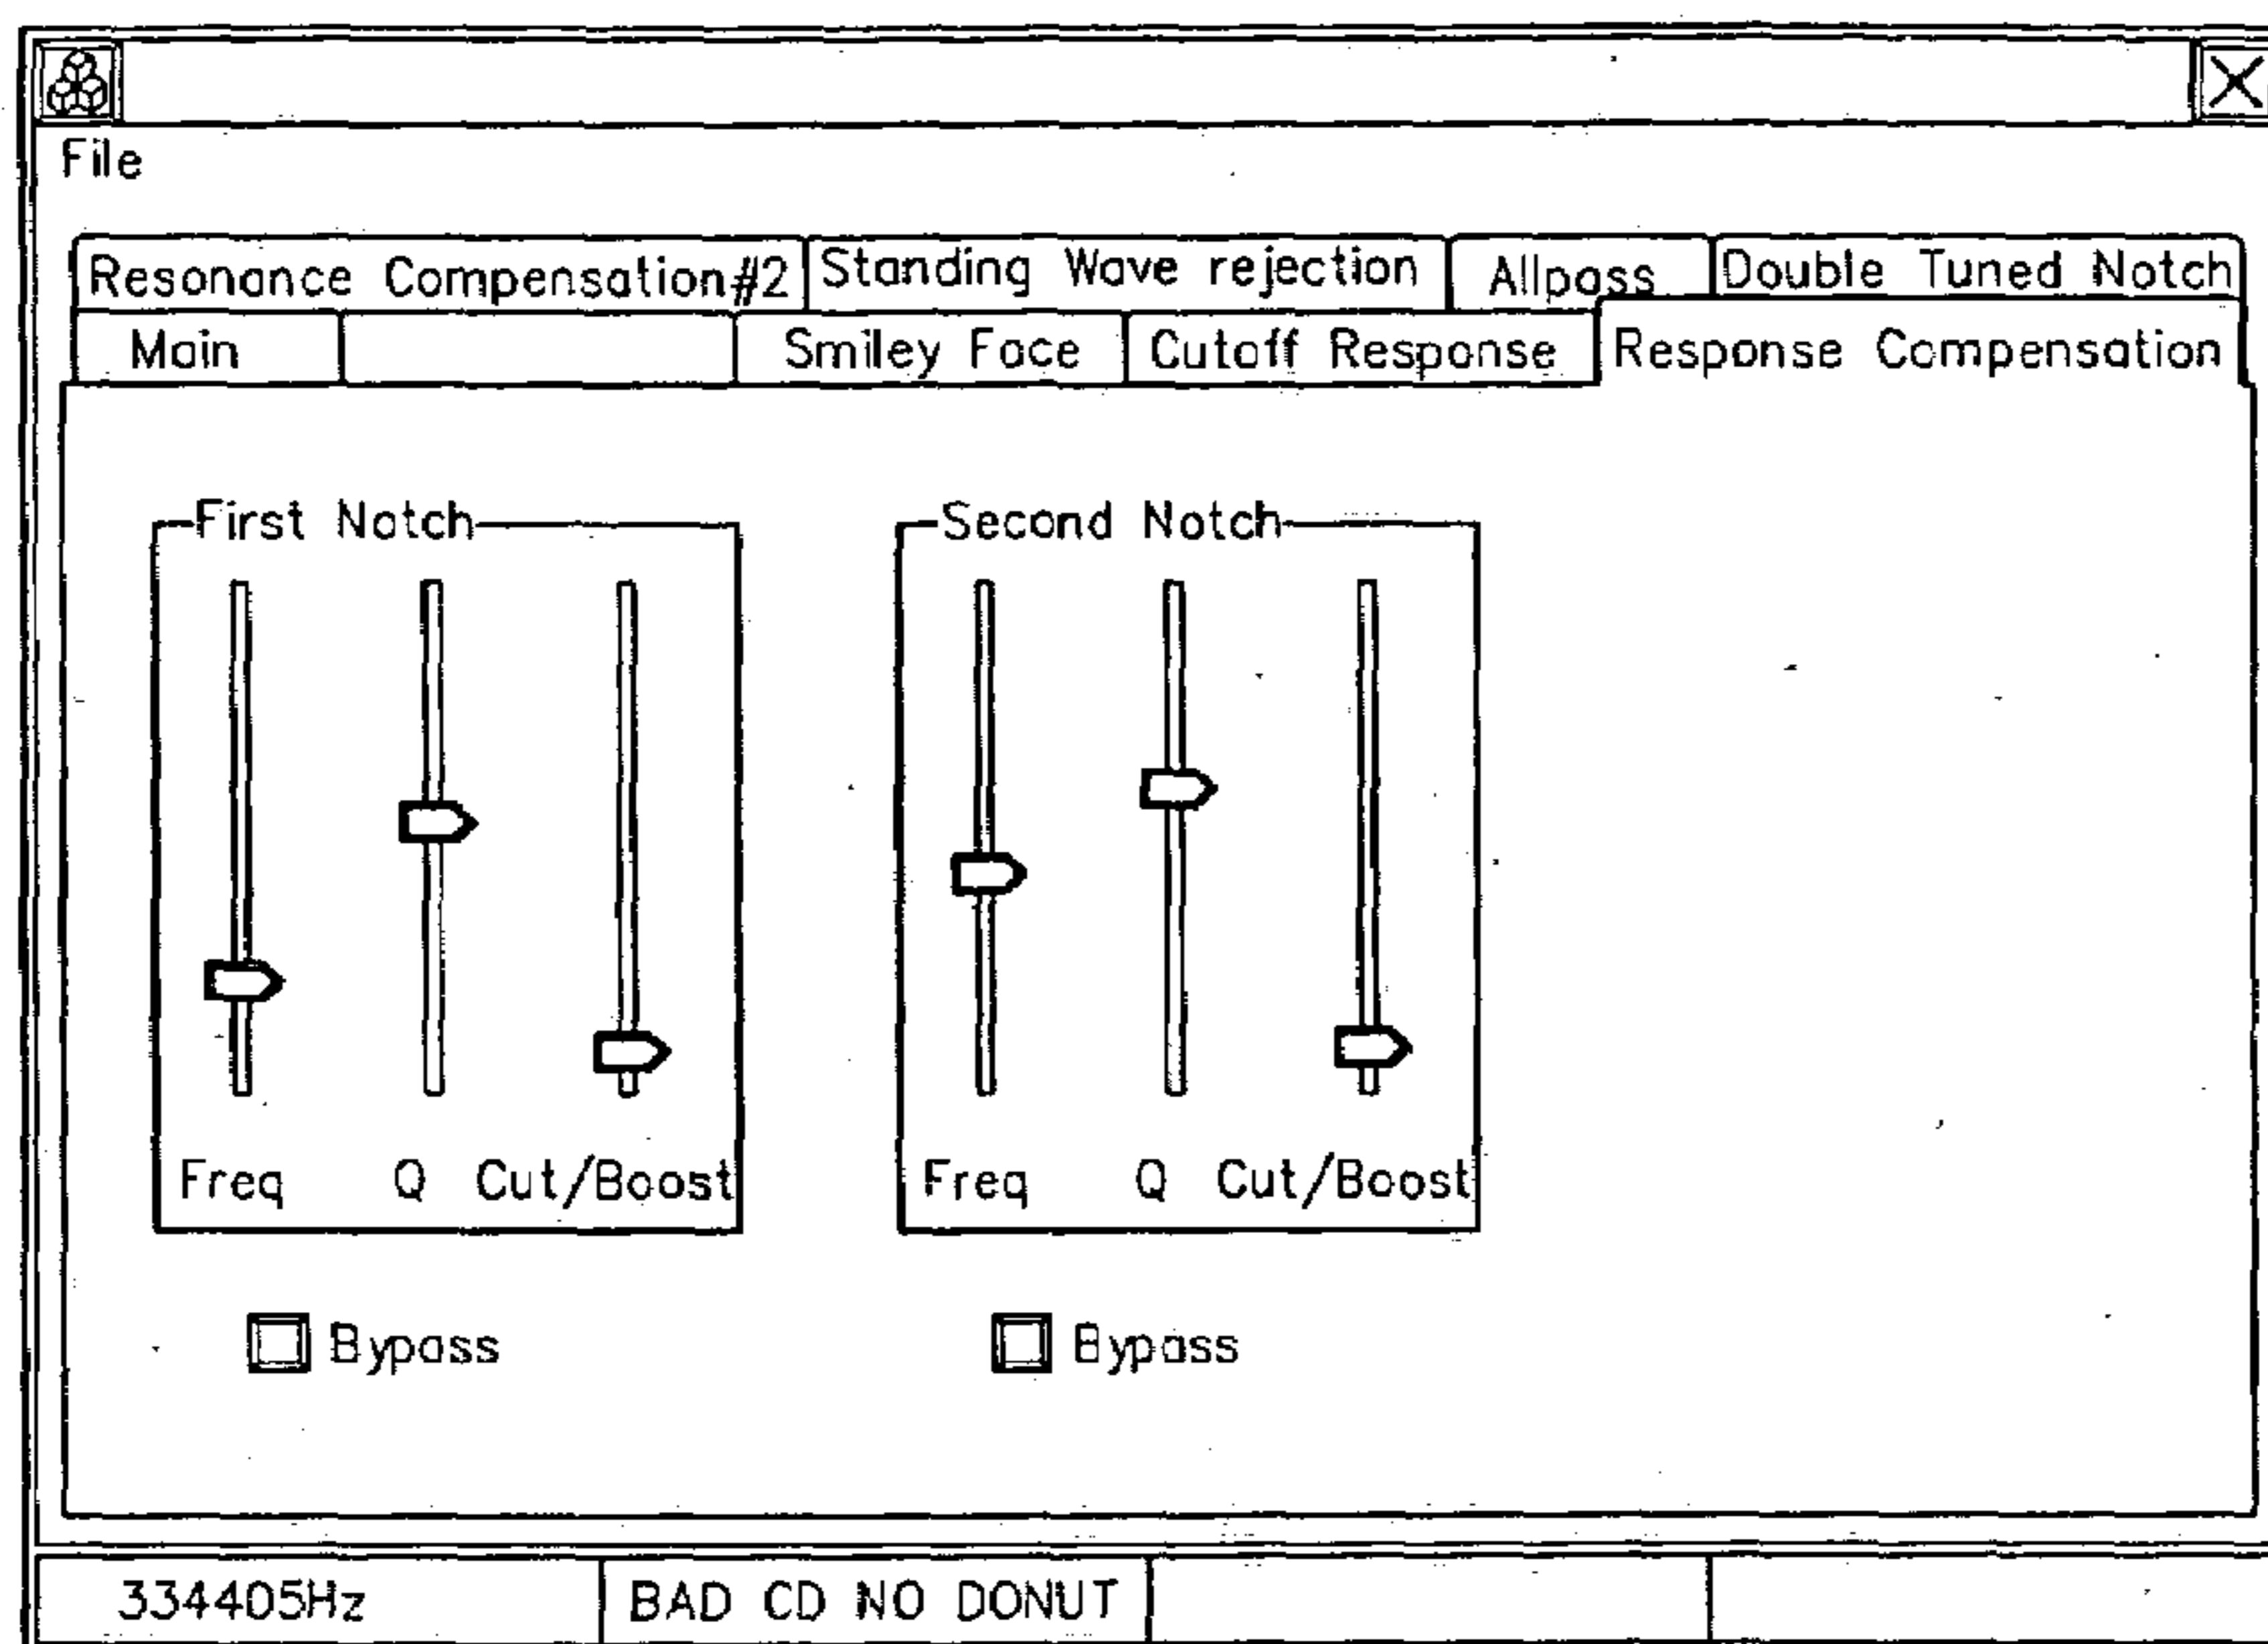 File
Resonance Compensation#2 Standing Wave rejection Allpass Double Tuned Notch
Main Smiley Face Cutoff Response Response Compensation
First Notch Second Notch
Freq Q Cut/Boost Freq Q Cut/Boost
Bypass Bypass
334405Hz BAD CD NO DONUT